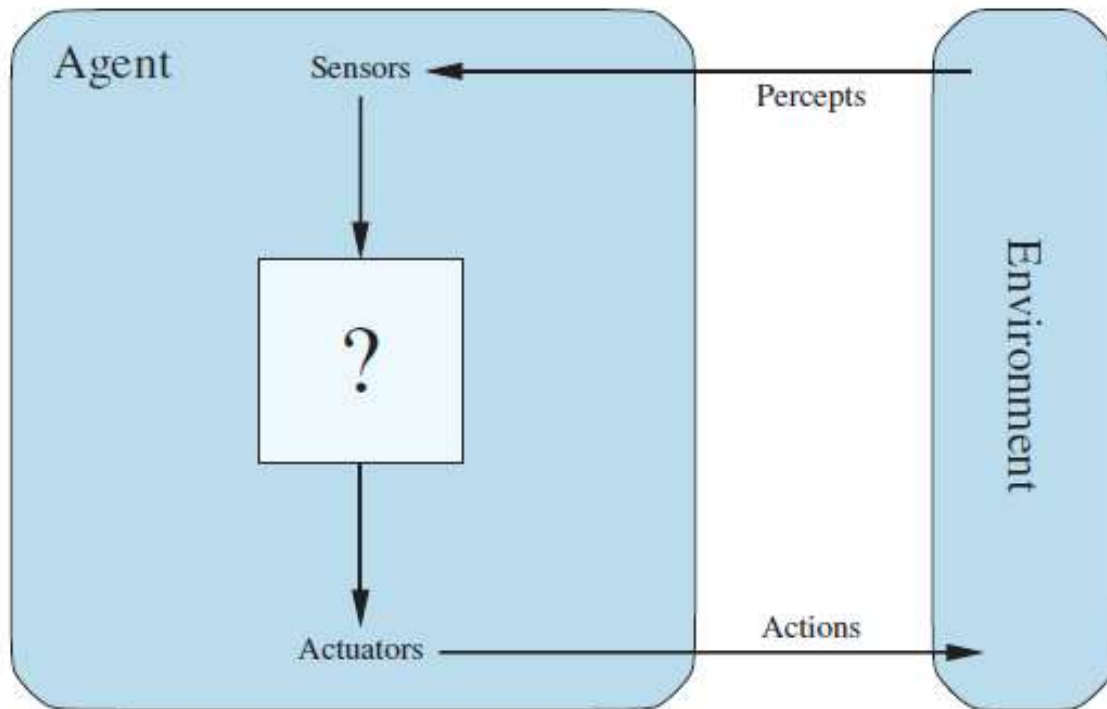 Agent
Sensors
Percepts
?
Environment
Actions
Actuators